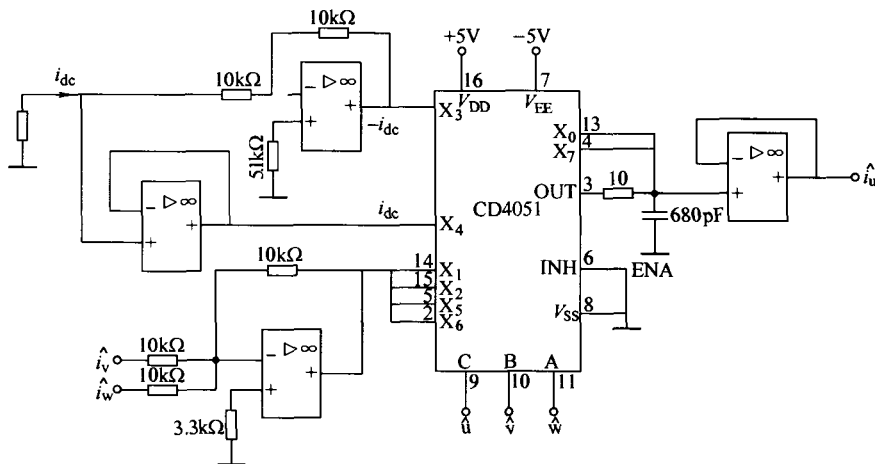 10kΩ
+5V
−5V
i_dc
10kΩ
▷∞
−
+
16
7
V_DD
V_EE
X_3
−i_dc
5.1kΩ
+
13
X_0
4
X_7
−
▷∞
+
+
î_u
OUT
3
10
CD4051
680pF
−
▷∞
+
+
i_dc
X_4
10kΩ
14
X_1
15
X_2
5
X_5
2
X_6
INH
6
ENA
V_SS
8
î_v
10kΩ
î_w
10kΩ
−
▷∞
+
+
3.3kΩ
C
B
A
9
10
11
û
v̂
ŵ